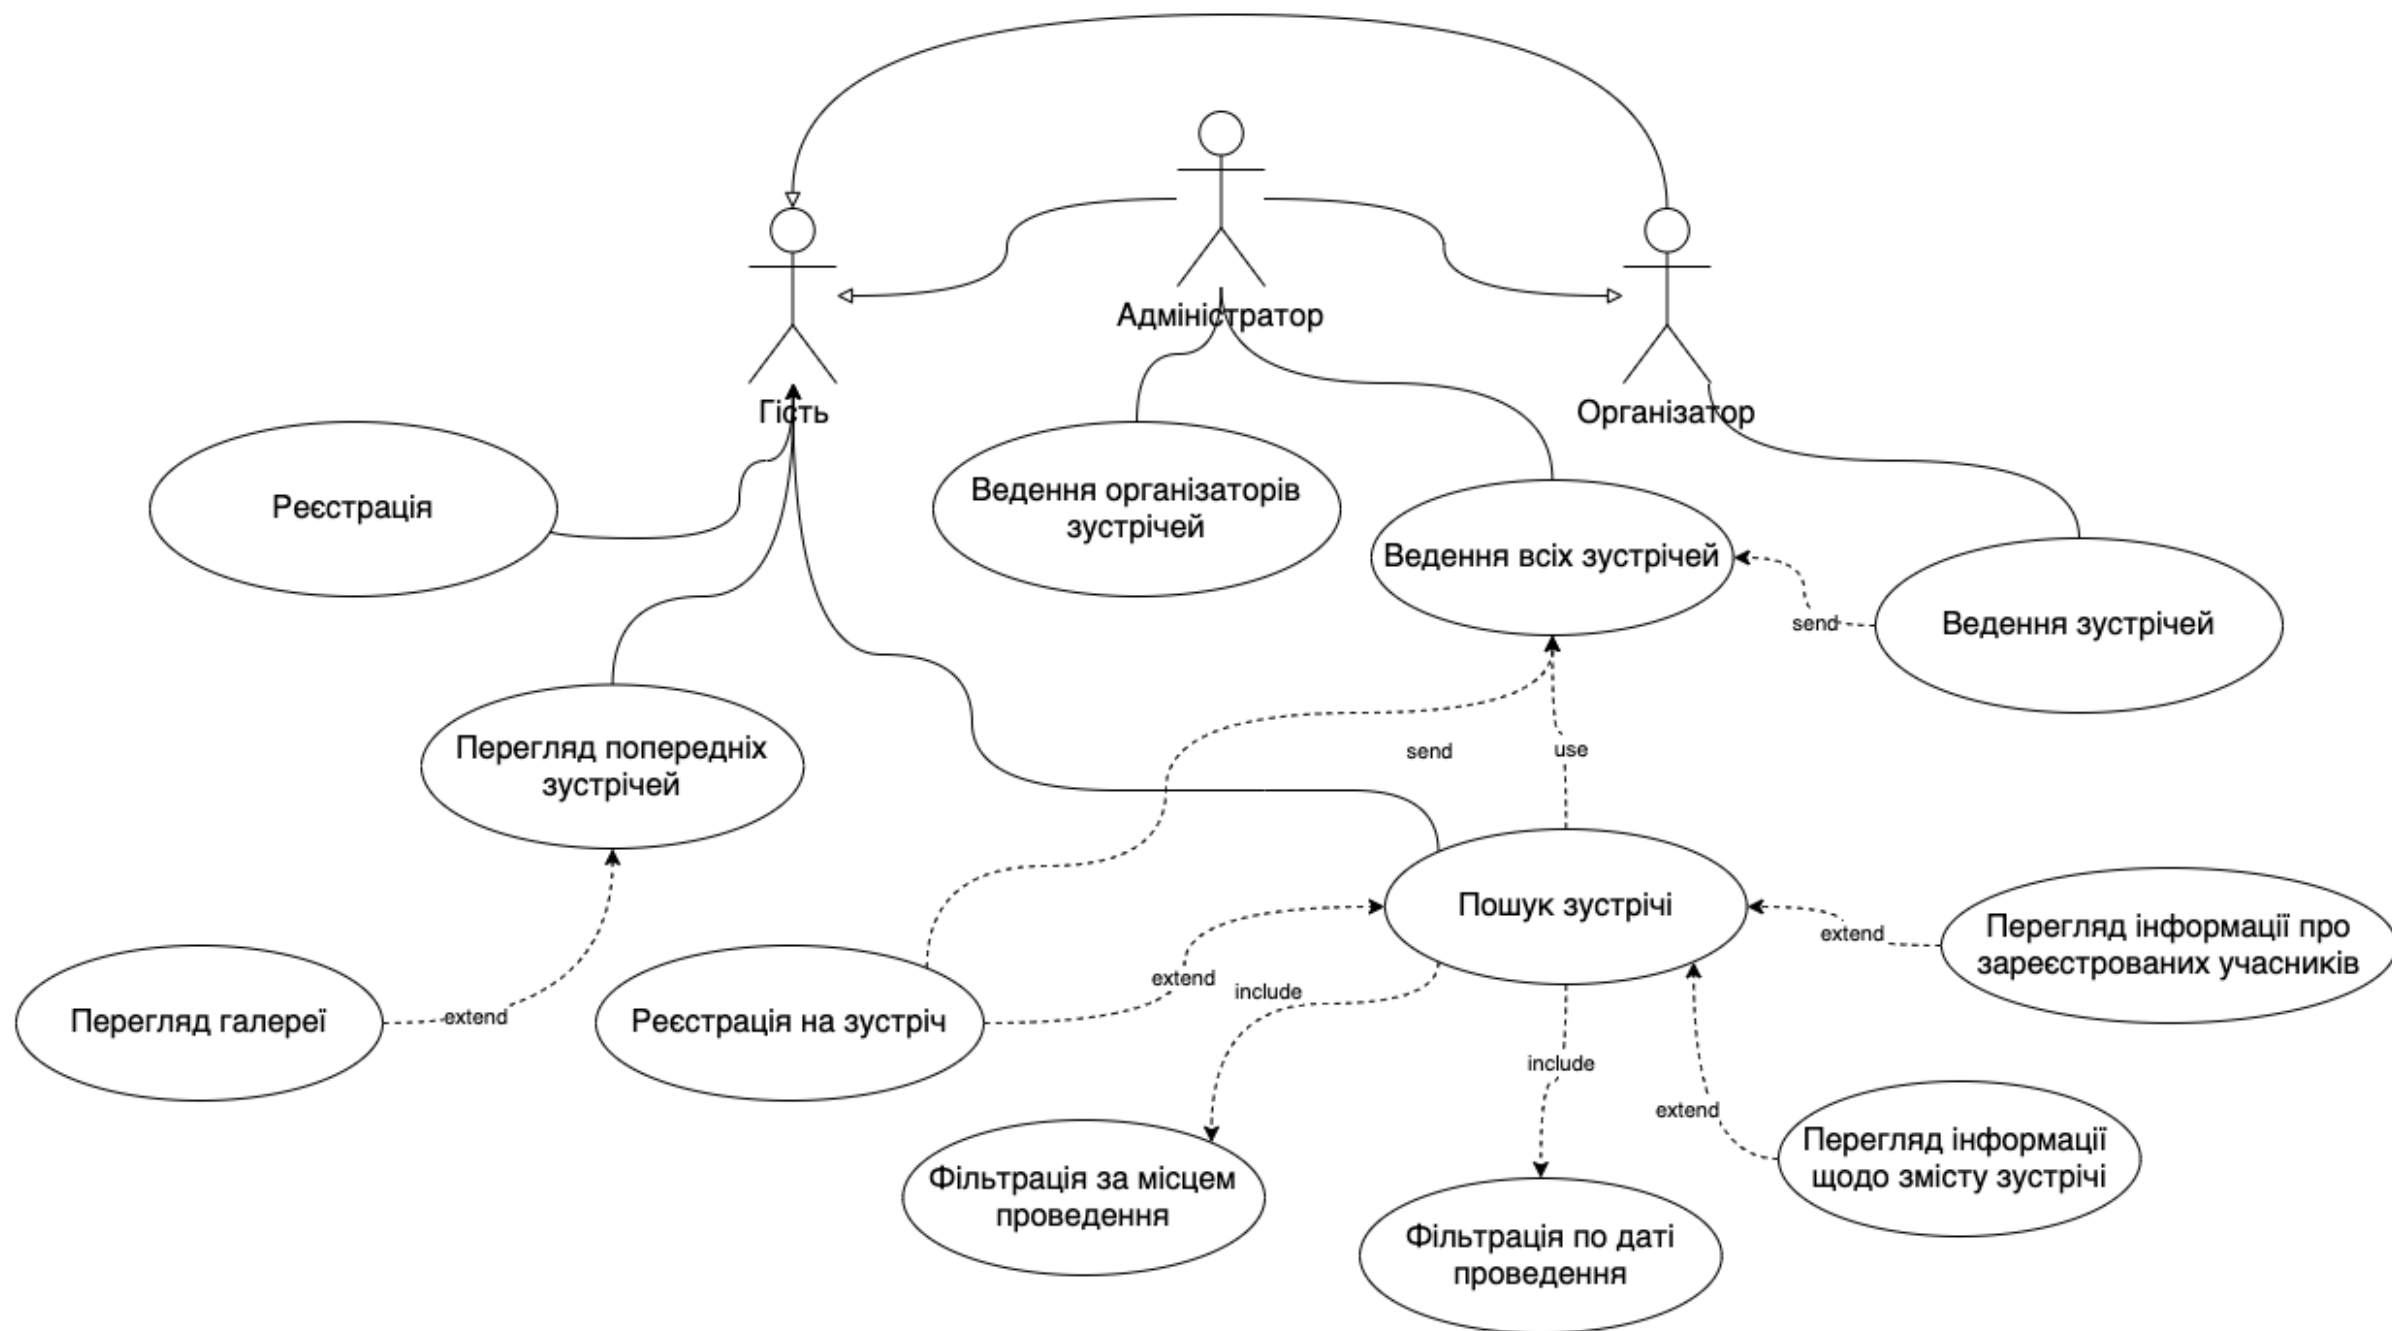 Адміністратор
Гість
Організатор
Реєстрація
Ведення організаторів
зустрічей
Ведення всіх зустрічей
send
Ведення зустрічей
Перегляд попередніх
зустрічей
send
use
Пошук зустрічі
extend
Перегляд інформації про
зареєстрованих учасників
Перегляд галереї
extend
Реєстрація на зустріч
extend
include
include
extend
Перегляд інформації
щодо змісту зустрічі
Фільтрація за місцем
проведення
Фільтрація по даті
проведення